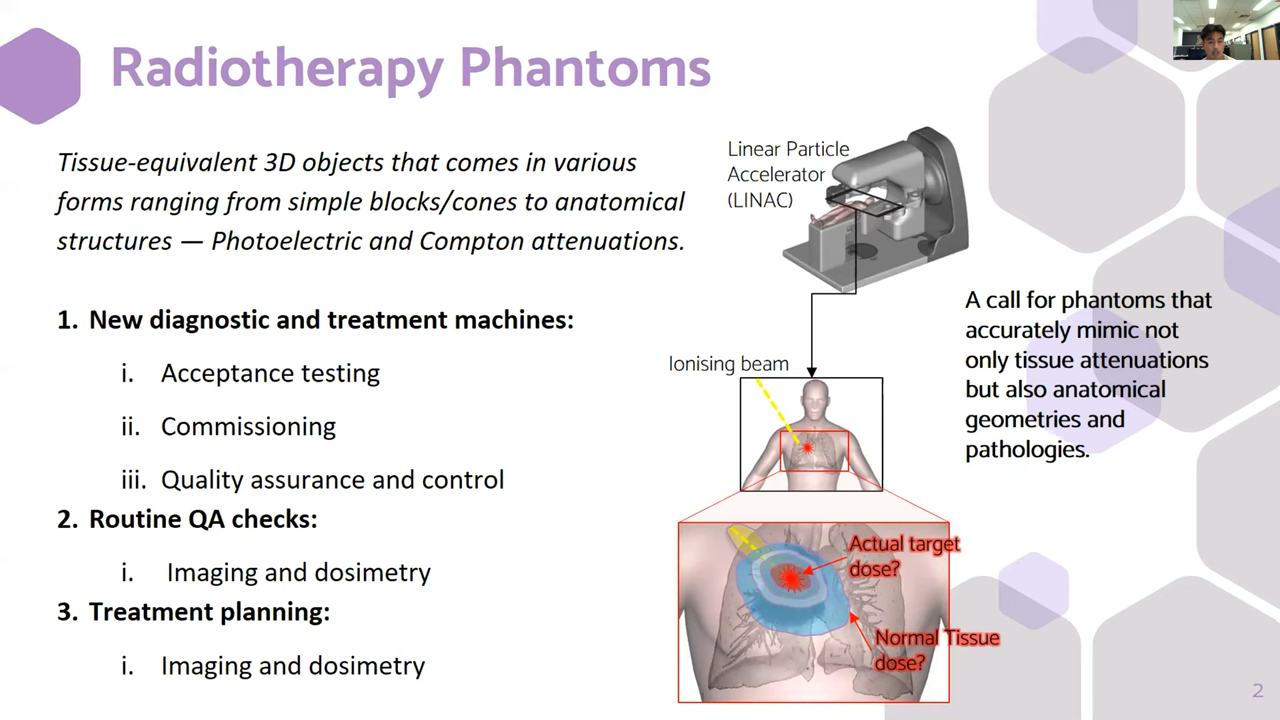 Radiotherapy Phantoms
Tissue-equivalent 3D objects that comes in various
forms ranging from simple blocks/cones to anatomical
structures — Photoelectric and Compton attenuations.
1. New diagnostic and treatment machines:
i. Acceptance testing
ii. Commissioning
iii. Quality assurance and control
2. Routine QA checks:
i. Imaging and dosimetry
3. Treatment planning:
i. Imaging and dosimetry
Linear Particle
Accelerator
(LINAC)
Ionising beam
Actual target
dose?
Normal Tissue
dose?
A call for phantoms that
accurately mimic not
only tissue attenuations
but also anatomical
geometries and
pathologies.
2